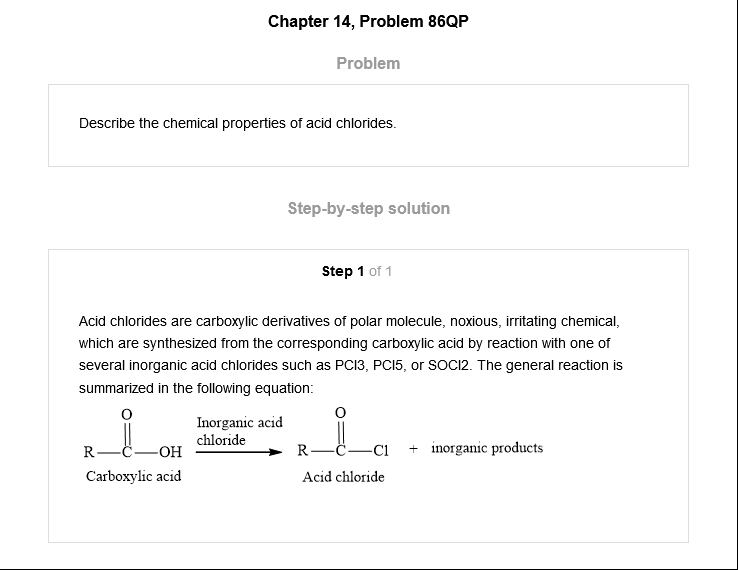 Chapter 14, Problem 86QP
Problem
Describe the chemical properties of acid chlorides.
Step-by-step solution
Step 1 of 1
Acid chlorides are carboxylic derivatives of polar molecule, noxious, irritating chemical,
which are synthesized from the corresponding carboxylic acid by reaction with one of
several inorganic acid chlorides such as PCl3, PCl5, or SOCl2. The general reaction is
summarized in the following equation:
O
R—C—OH
Carboxylic acid
Inorganic acid
chloride
O
R—C—Cl + inorganic products
Acid chloride